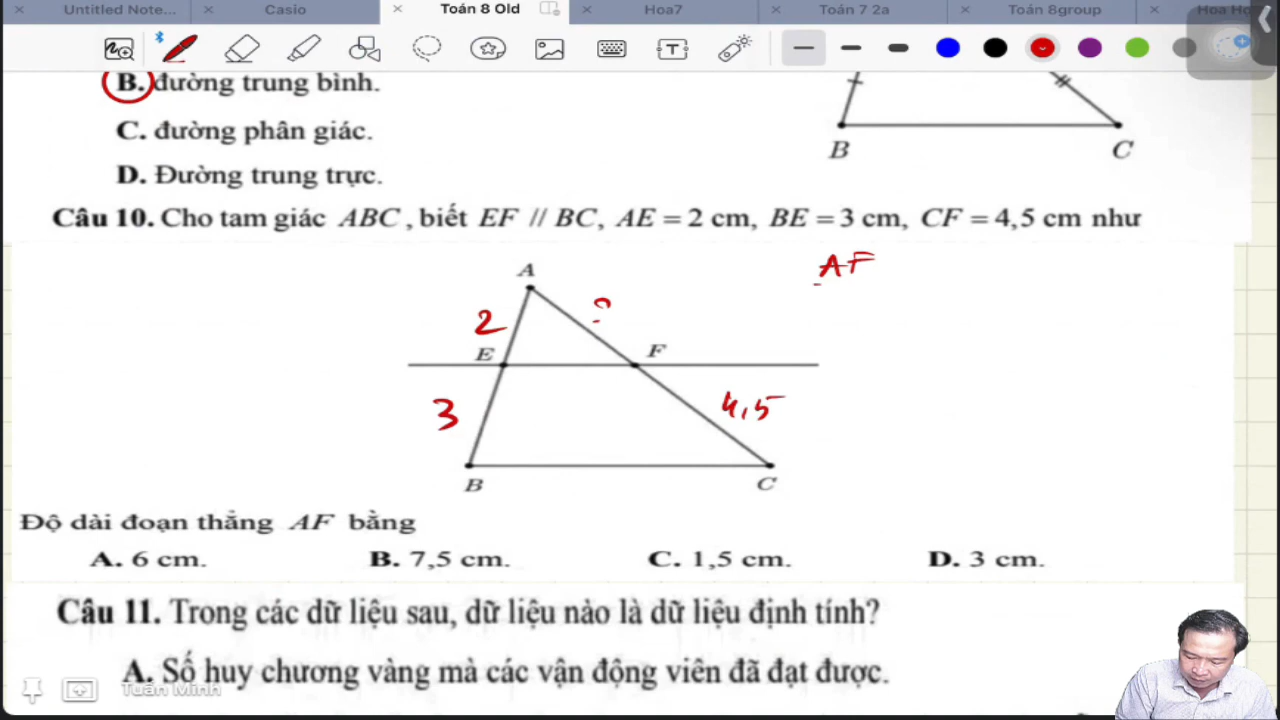 Untitled Note... Casio Toán 8 Old Hoa7 Toán 7 2a Toán 8group Hoa
B. đường trung bình.
C. đường phân giác.
D. Đường trung trực.
B C
Câu 10. Cho tam giác ABC, biết EF // BC, AE = 2 cm, BE = 3 cm, CF = 4,5 cm như
AF
A
2 ?
E F
3 4,5
B C
Độ dài đoạn thẳng AF bằng
A. 6 cm. B. 7,5 cm. C. 1,5 cm. D. 3 cm.
Câu 11. Trong các dữ liệu sau, dữ liệu nào là dữ liệu định tính?
A. Số huy chương vàng mà các vận động viên đã đạt được.
Tuấn Minh